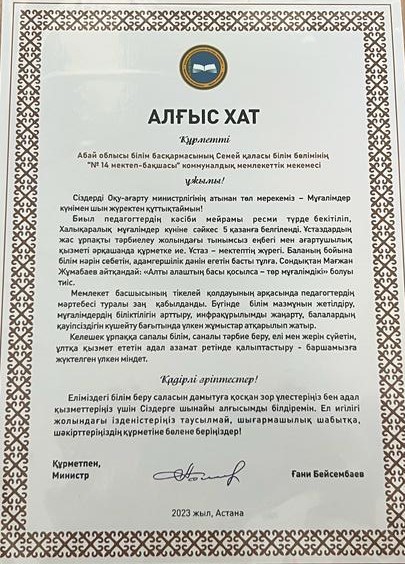 АЛҒЫС ХАТ
Құрметті
Абай облысы білім басқармасының Семей қаласы білім бөлімінің
"№ 14 мектеп-бақшасы" коммуналдық мемлекеттік мекемесі
ұжымы!
Сіздерді Оқу-ағарту министрлігінің атынан төл мерекеміз – Мұғалімдер
күнімен шын жүректен құттықтаймын!
Биыл педагогтердің кәсіби мейрамы ресми түрде бекітіліп,
Халықаралық мұғалімдер күніне сәйкес 5 қазанға белгіленді. Ұстаздардың
жас ұрпақты тәрбиелеу жолындағы тынымсыз еңбегі мен ағартушылық
қызметі әрқашанда құрметке ие. Ұстаз – мектептің жүрегі. Баланың бойына
білім нәрін себетін, адамгершілік дәнін егетін басты тұлға. Сондықтан Мағжан
Жұмабаев айтқандай: «Алты алаштың басы қосылса – төр мұғалімдікі» болуы
тиіс.
Мемлекет басшысының тікелей қолдауының арқасында педагогтердің
мәртебесі туралы заң қабылданды. Бүгінде білім мазмұнын жетілдіру,
мұғалімдердің біліктілігін арттыру, инфрақұрылымды жаңарту, балалардың
қауіпсіздігін күшейту бағытында үлкен жұмыстар атқарылып жатыр.
Келешек ұрпаққа сапалы білім, саналы тәрбие беру, елі мен жерін сүйетін,
ұлтқа қызмет ететін адал азамат ретінде қалыптастыру - баршамызға
жүктелген үлкен міндет.
Қадірлі әріптестер!
Еліміздегі білім беру саласын дамытуға қосқан зор үлестеріңіз бен адал
қызметтеріңіз үшін Сіздерге шынайы алғысымды білдіремін. Ел игілігі
жолындағы ізденістеріңіз таусылмай, шығармашылық шабытқа,
шәкірттеріңіздің құрметіне бөлене беріңіздер!
Құрметпен,
Министр Ғани Бейсембаев
2023 жыл, Астана